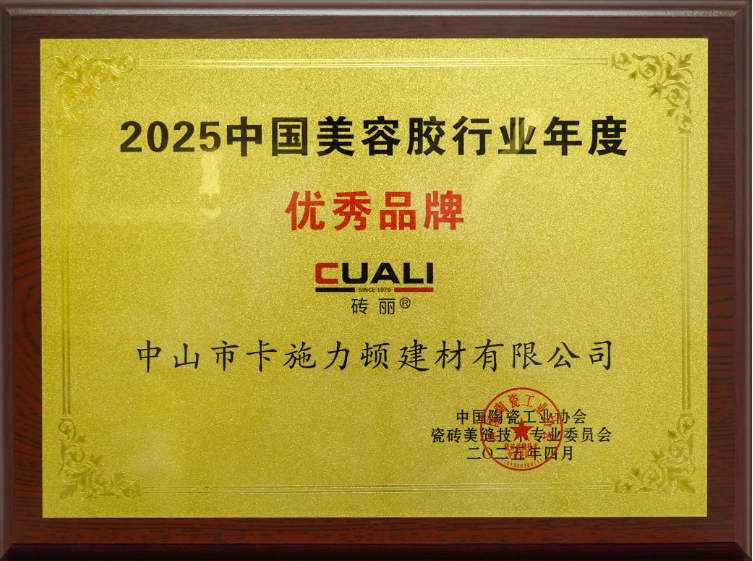 2025中国美容胶行业年度
优秀品牌
CUALI
SINCE 1978
砖丽®
中山市卡施力顿建材有限公司
中国陶瓷工业协会
瓷砖美缝技术专业委员会
二〇二五年四月